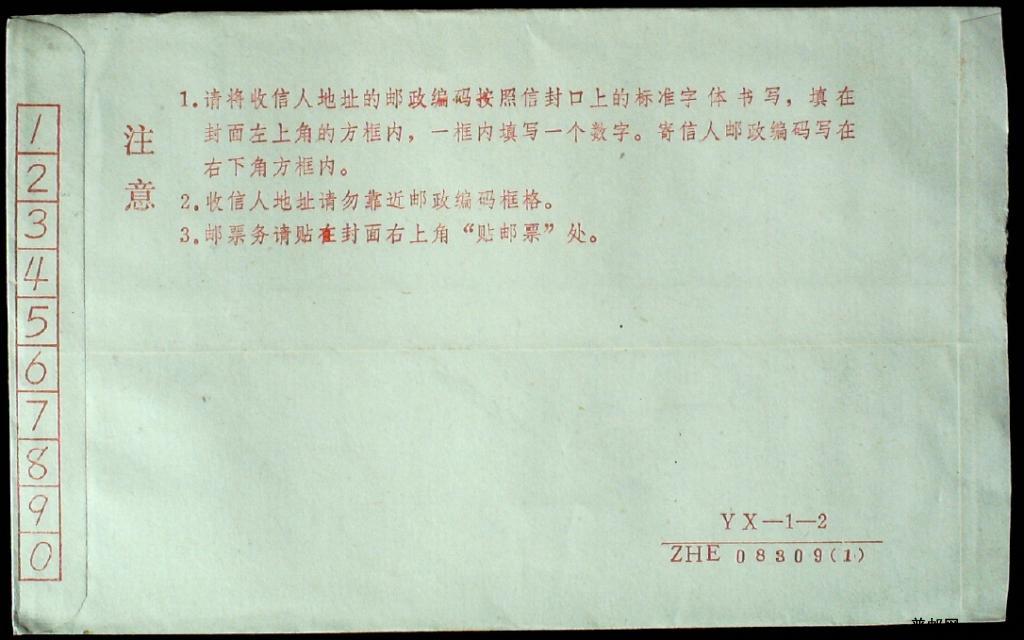 1
2
3
4
5
6
7
8
9
0
注意
1.请将收信人地址的邮政编码按照信封口上的标准字体书写，填在
封面左上角的方框内，一框内填写一个数字。寄信人邮政编码写在
右下角方框内。
2.收信人地址请勿靠近邮政编码框格。
3.邮票务请贴在封面右上角“贴邮票”处。
YX—1—2
ZHE 08309(1)